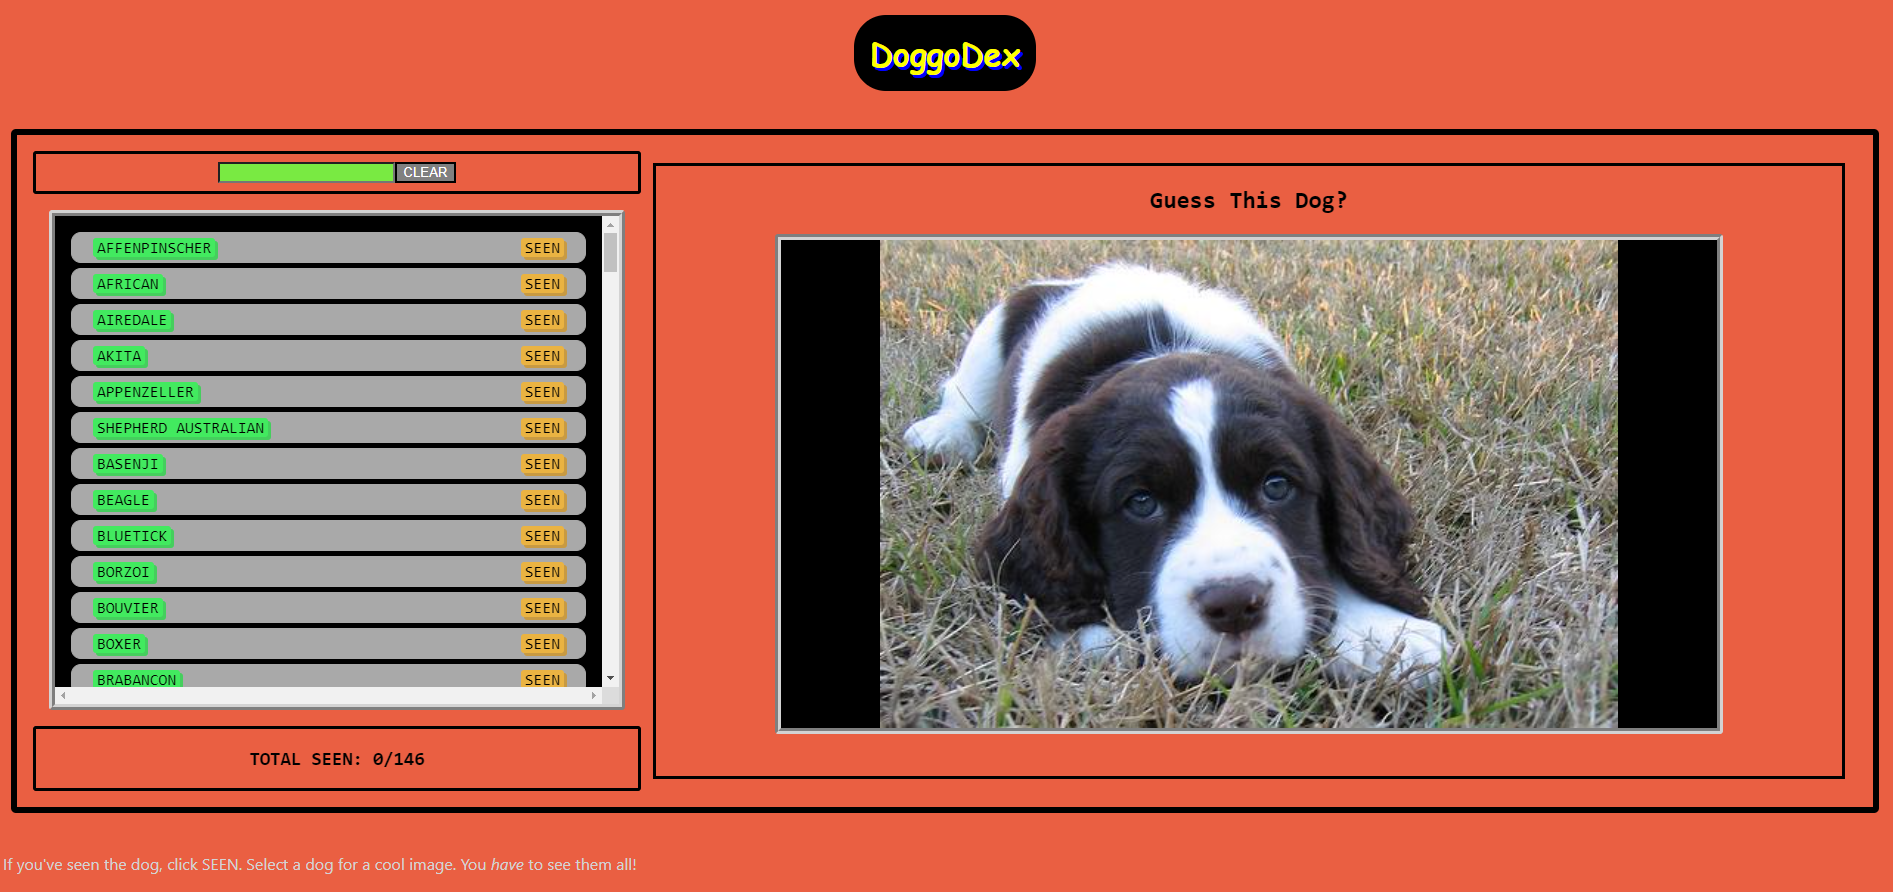 DoggoDex
CLEAR
AFFENPINSCHER SEEN
AFRICAN SEEN
AIREDALE SEEN
AKITA SEEN
APPENZELLER SEEN
SHEPHERD AUSTRALIAN SEEN
BASENJI SEEN
BEAGLE SEEN
BLUETICK SEEN
BORZOI SEEN
BOUVIER SEEN
BOXER SEEN
BRABANCON SEEN
TOTAL SEEN: 0/146
Guess This Dog?
If you've seen the dog, click SEEN. Select a dog for a cool image. You have to see them all!